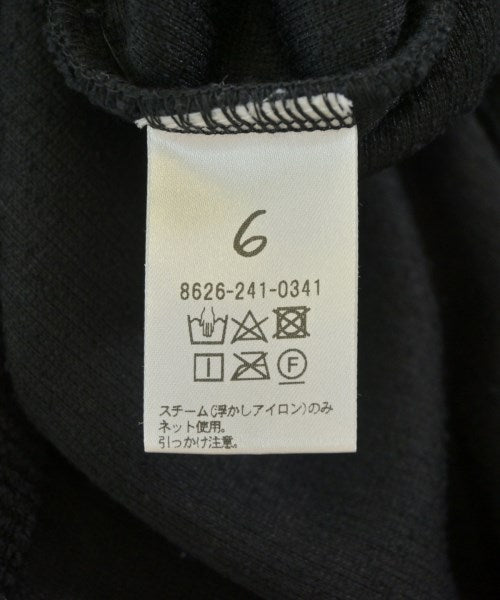 6
8626-241-0341
F
スチーム(浮かしアイロン)のみ
ネット使用。
引っかけ注意。